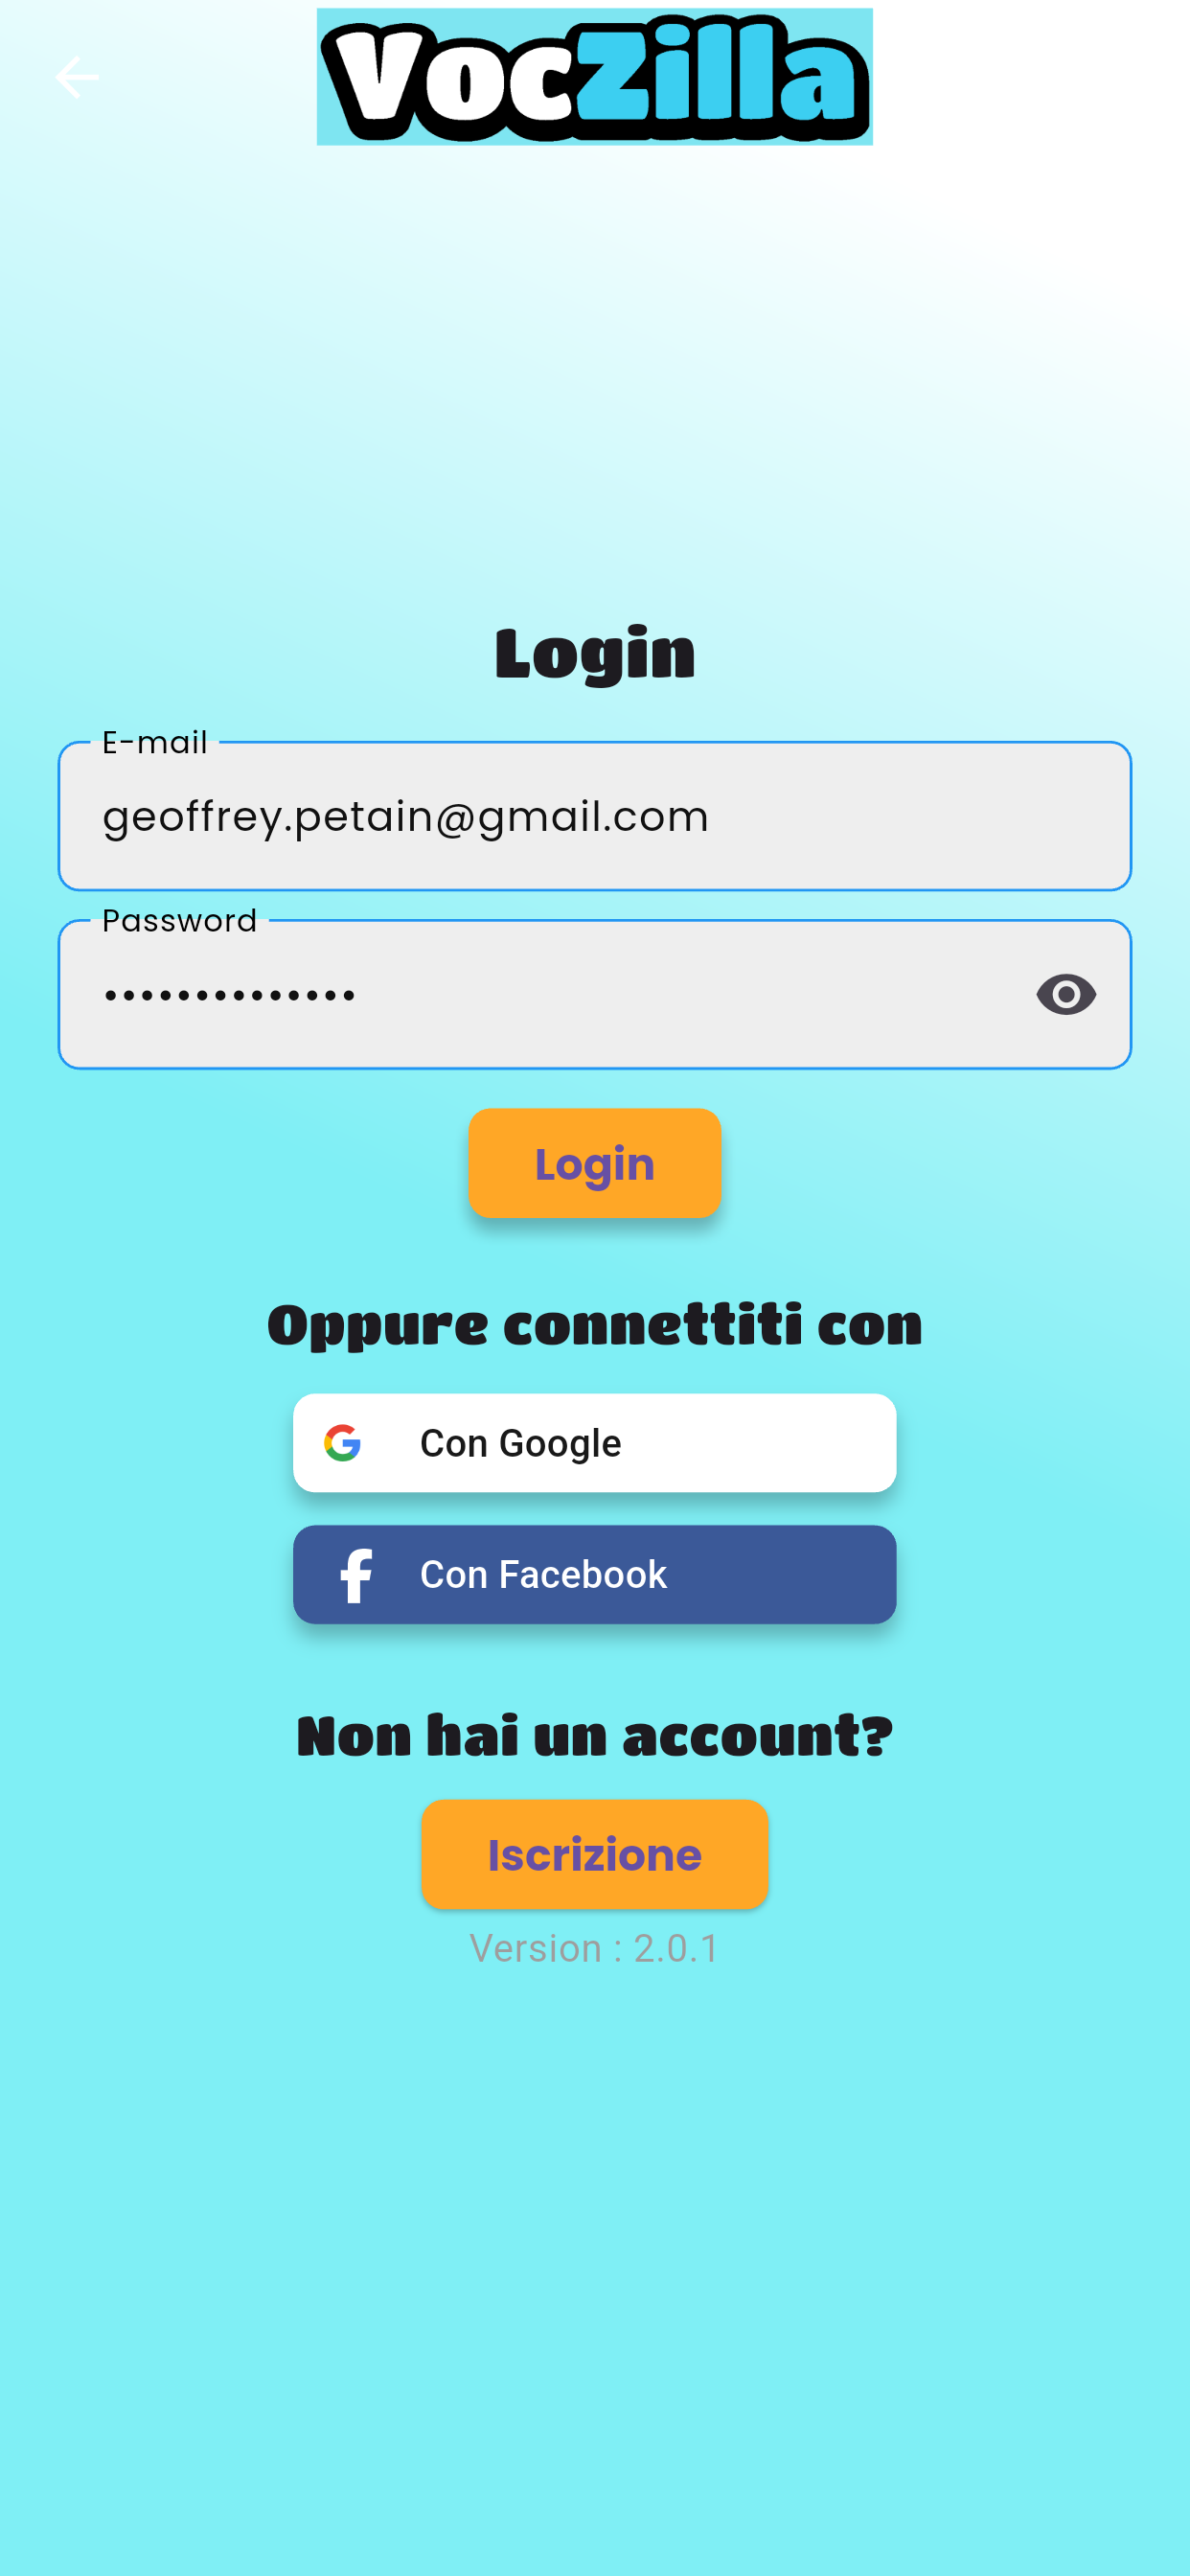 VocZilla
Login
E-mail
geoffrey.petain@gmail.com
Password
••••••••••••••
Login
Oppure connettiti con
Con Google
Con Facebook
Non hai un account?
Iscrizione
Version : 2.0.1